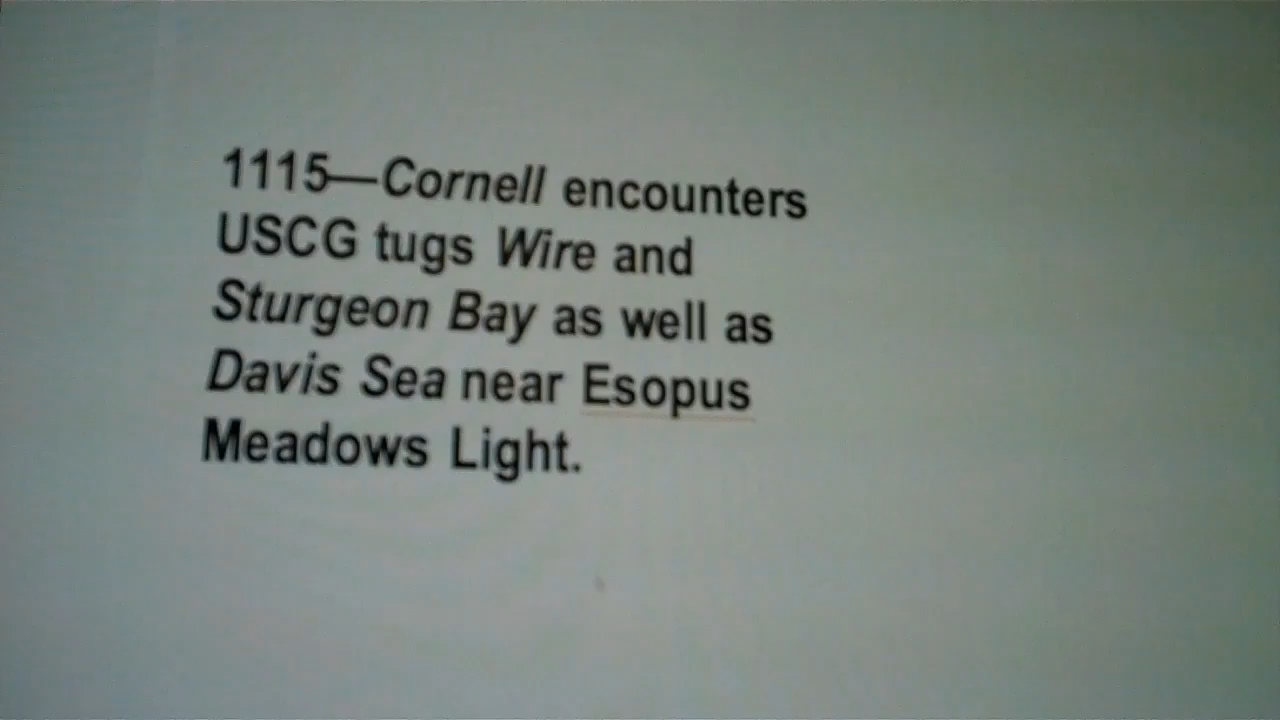 1115—Cornell encounters
USCG tugs Wire and
Sturgeon Bay as well as
Davis Sea near Esopus
Meadows Light.